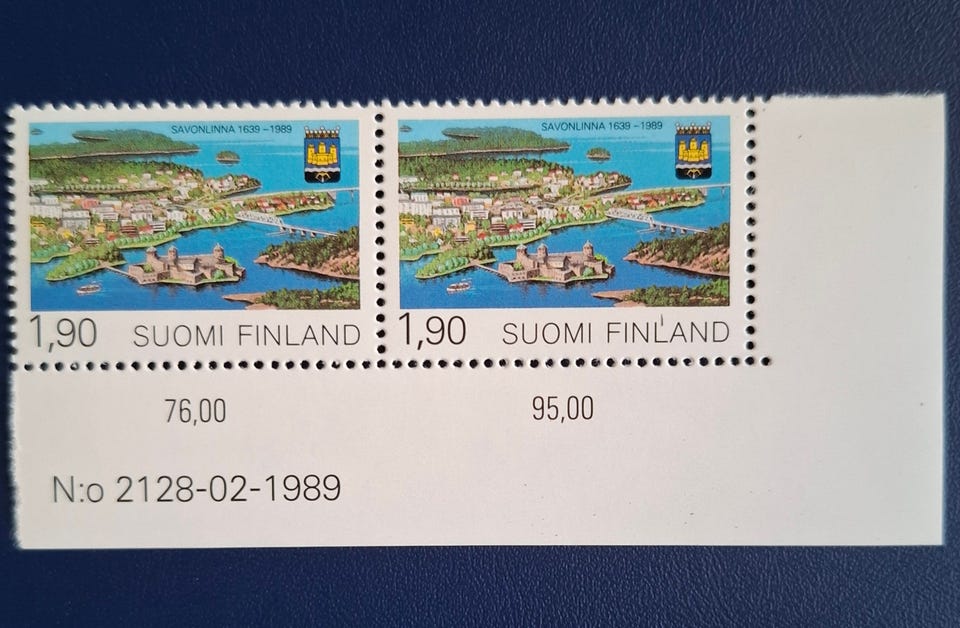 SAVONLINNA 1639-1989
1,90 SUOMI FINLAND
SAVONLINNA 1639-1989
1,90 SUOMI FINLAND
76,00
95,00
N:o 2128-02-1989